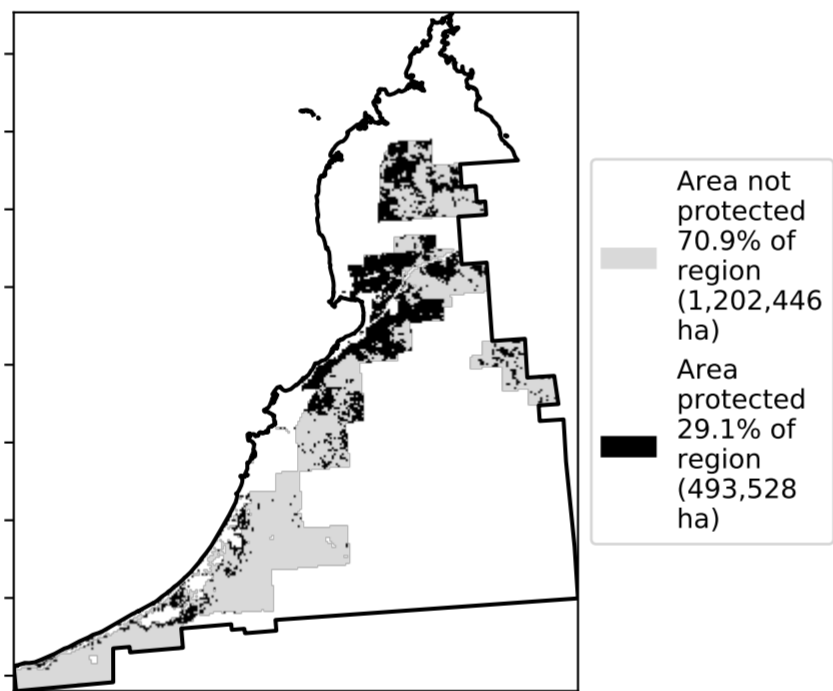 Area not
protected
70.9% of
region
(1,202,446
ha)
Area
protected
29.1% of
region
(493,528
ha)